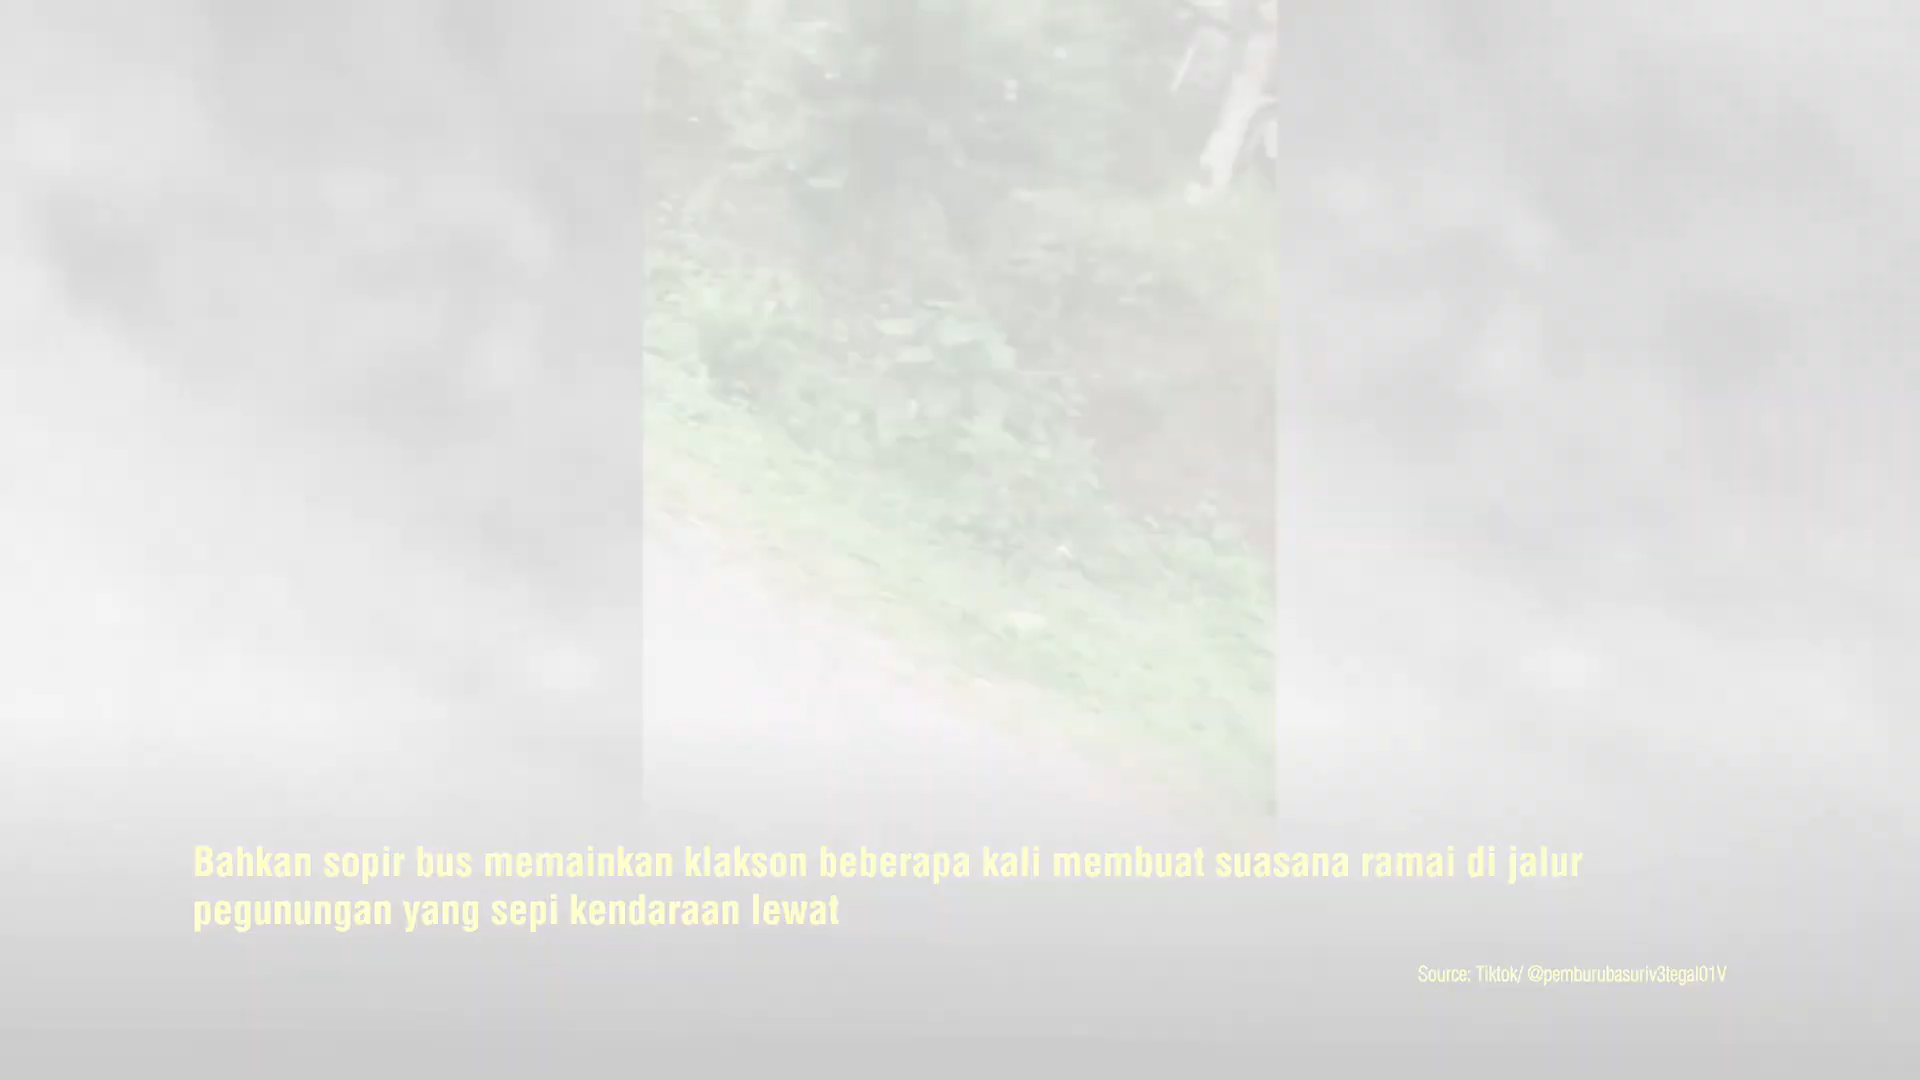 Bahkan sopir bus memainkan klakson beberapa kali membuat suasana ramai di jalur
pegunungan yang sepi kendaraan lewat
Source: Tiktok/ @pemburubasuriv3tegal01V